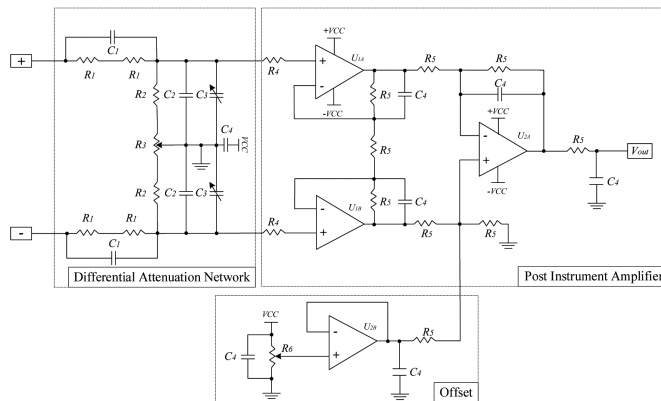 C1
+
R1
R1
R4
+
-
+VCC
-VCC
U1A
R5
R5
C4
+VCC
-VCC
U2A
-
+
R5
Vout
C4
R5
C4
R2
C2
C3
R3
C4
VCC
R5
R2
C2
C3
R5
C4
-
+
U1B
R5
R5
-
R1
R1
C1
R4
Differential Attenuation Network
Post Instrument Amplifier
VCC
C4
R6
-
+
U2B
R5
C4
Offset